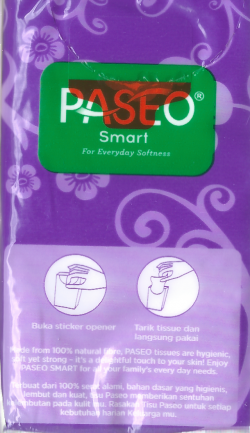 PASEO®
Smart
For Everyday Softness
Buka sticker opener
Tarik tissue dan
langsung pakai
Made from 100% natural fibre, PASEO tissues are hygienic,
soft yet strong – it's a delightful touch to your skin! Enjoy
PASEO SMART for all your family's every day needs.
Terbuat dari 100% serat alami, bahan dasar yang higienis,
lembut dan kuat, tisu Paseo memberikan sentuhan
kelembutan pada kulit mu. Rasakan Tisu Paseo untuk setiap
kebutuhan harian Keluarga mu.